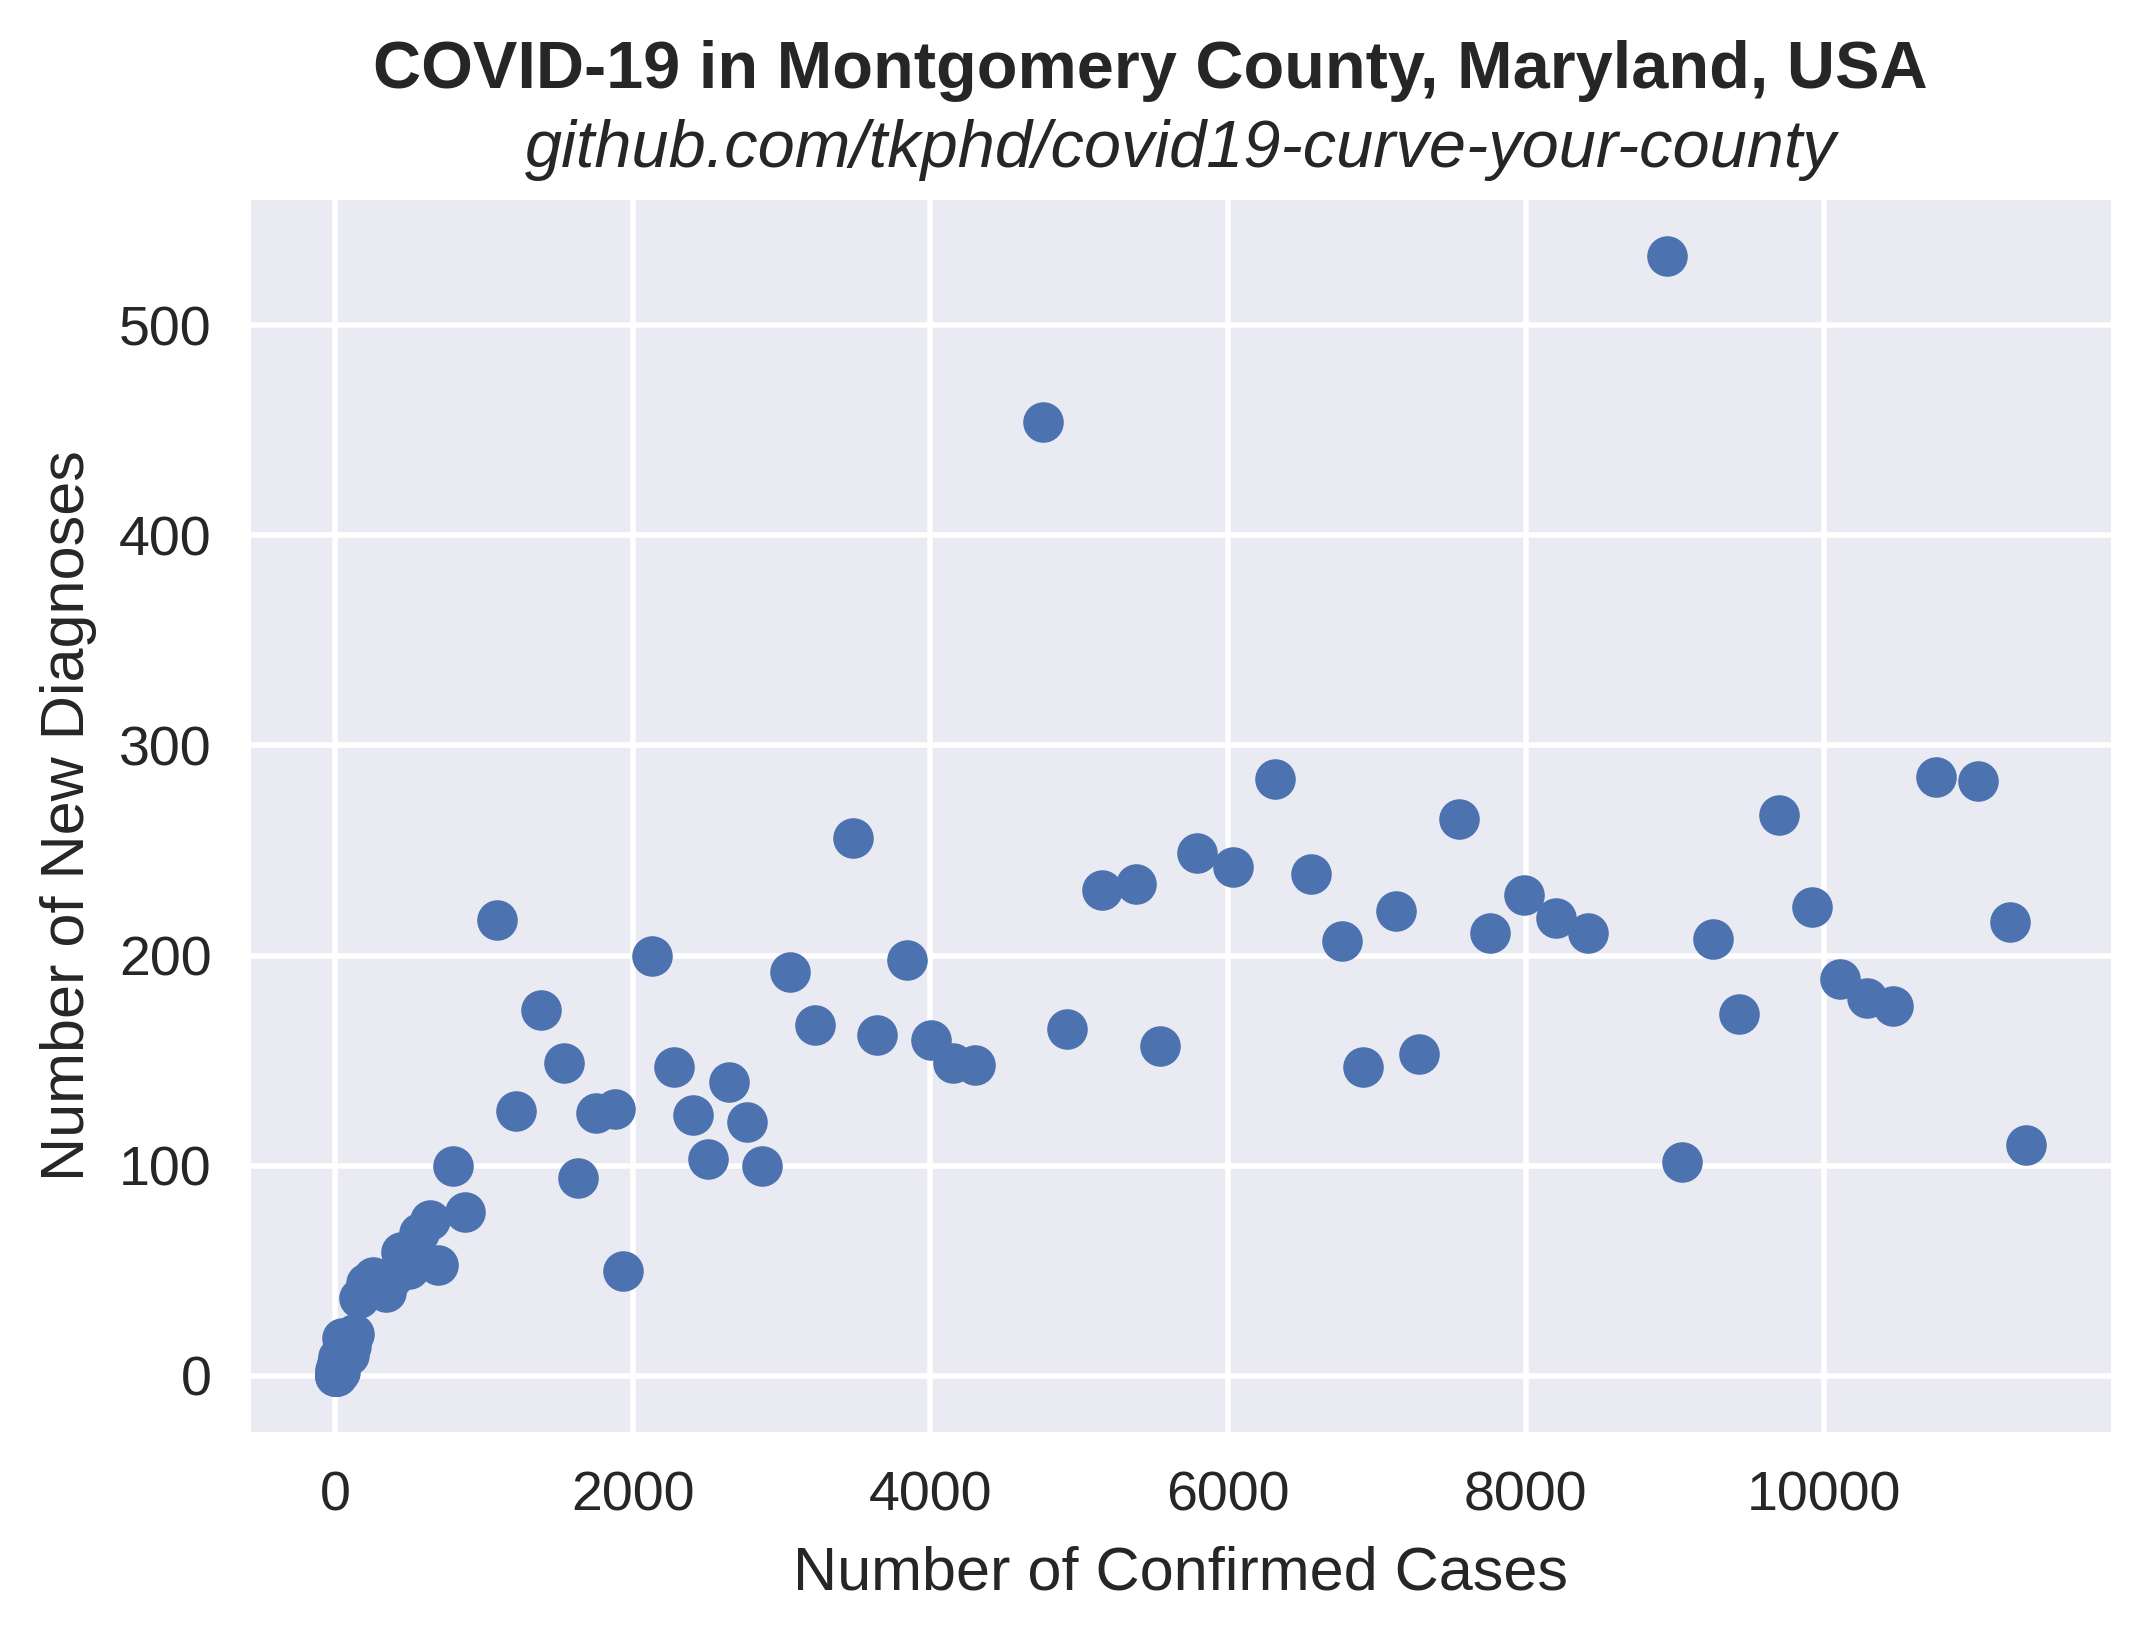 COVID-19 in Montgomery County, Maryland, USA
github.com/tkphd/covid19-curve-your-county
Number of New Diagnoses
500
400
300
200
100
0
0 2000 4000 6000 8000 10000
Number of Confirmed Cases